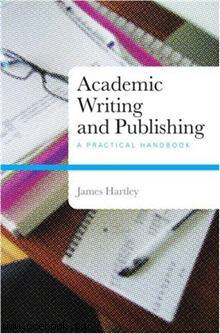 Academic
Writing
and Publishing
A PRACTICAL HANDBOOK
James Hartley